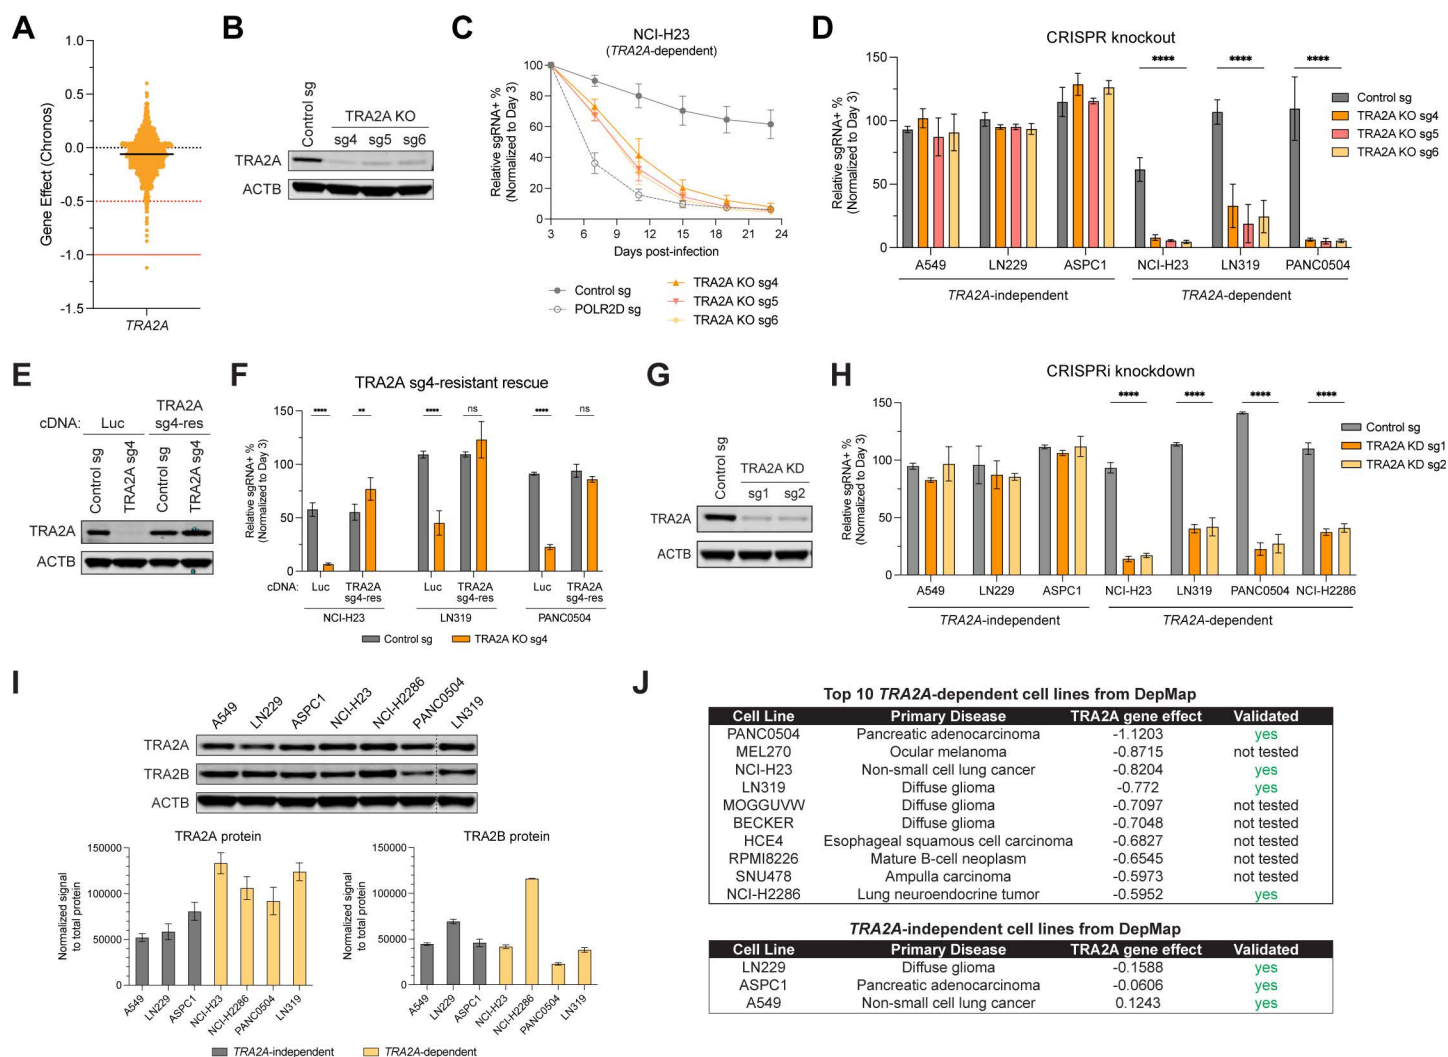 A
1.0
0.5
0.0
-0.5
-1.0
-1.5
Gene Effect (Chronos)
TRA2A
B
Control sg
TRA2A KO
sg4 sg5 sg6
TRA2A
ACTB
C
NCI-H23
(TRA2A-dependent)
Relative sgRNA+ %
(Normalized to Day 3)
100
80
60
40
20
0
3 6 9 12 15 18 21 24
Days post-infection
Control sg
POLR2D sg
TRA2A KO sg4
TRA2A KO sg5
TRA2A KO sg6
D
CRISPR knockout
Relative sgRNA+ %
(Normalized to Day 3)
150
100
50
0
**** **** ****
A549 LN229 ASPC1 NCI-H23 LN319 PANC0504
TRA2A-independent TRA2A-dependent
Control sg
TRA2A KO sg4
TRA2A KO sg5
TRA2A KO sg6
E
cDNA: Luc TRA2A
sg4-res
Control sg
TRA2A sg4
Control sg
TRA2A sg4
TRA2A
ACTB
F
TRA2A sg4-resistant rescue
Relative sgRNA+ %
(Normalized to Day 3)
150
100
50
0
**** ** **** ns **** ns
cDNA: Luc TRA2A Luc TRA2A Luc TRA2A
sg4-res sg4-res sg4-res
NCI-H23 LN319 PANC0504
Control sg TRA2A KO sg4
G
Control sg
TRA2A KD
sg1 sg2
TRA2A
ACTB
H
CRISPRi knockdown
Relative sgRNA+ %
(Normalized to Day 3)
150
100
50
0
**** **** **** ****
A549 LN229 ASPC1 NCI-H23 LN319 PANC0504 NCI-H2286
TRA2A-independent TRA2A-dependent
Control sg
TRA2A KD sg1
TRA2A KD sg2
I
A549 LN229 ASPC1 NCI-H23 NCI-H2286 PANC0504 LN319
TRA2A
TRA2B
ACTB
TRA2A protein
Normalized signal
to total protein
150000
100000
50000
0
A549 LN229 ASPC1 NCI-H23 NCI-H2286 PANC0504 LN319
TRA2B protein
Normalized signal
to total protein
150000
100000
50000
0
A549 LN229 ASPC1 NCI-H23 NCI-H2286 PANC0504 LN319
TRA2A-independent TRA2A-dependent
J
Top 10 TRA2A-dependent cell lines from DepMap
Cell Line Primary Disease TRA2A gene effect Validated
PANC0504 Pancreatic adenocarcinoma -1.1203 yes
MEL270 Ocular melanoma -0.8715 not tested
NCI-H23 Non-small cell lung cancer -0.8204 yes
LN319 Diffuse glioma -0.772 yes
MOGGUVW Diffuse glioma -0.7097 not tested
BECKER Diffuse glioma -0.7048 not tested
HCE4 Esophageal squamous cell carcinoma -0.6827 not tested
RPMI8226 Mature B-cell neoplasm -0.6545 not tested
SNU478 Ampulla carcinoma -0.5973 not tested
NCI-H2286 Lung neuroendocrine tumor -0.5952 yes
TRA2A-independent cell lines from DepMap
Cell Line Primary Disease TRA2A gene effect Validated
LN229 Diffuse glioma -0.1588 yes
ASPC1 Pancreatic adenocarcinoma -0.0606 yes
A549 Non-small cell lung cancer 0.1243 yes